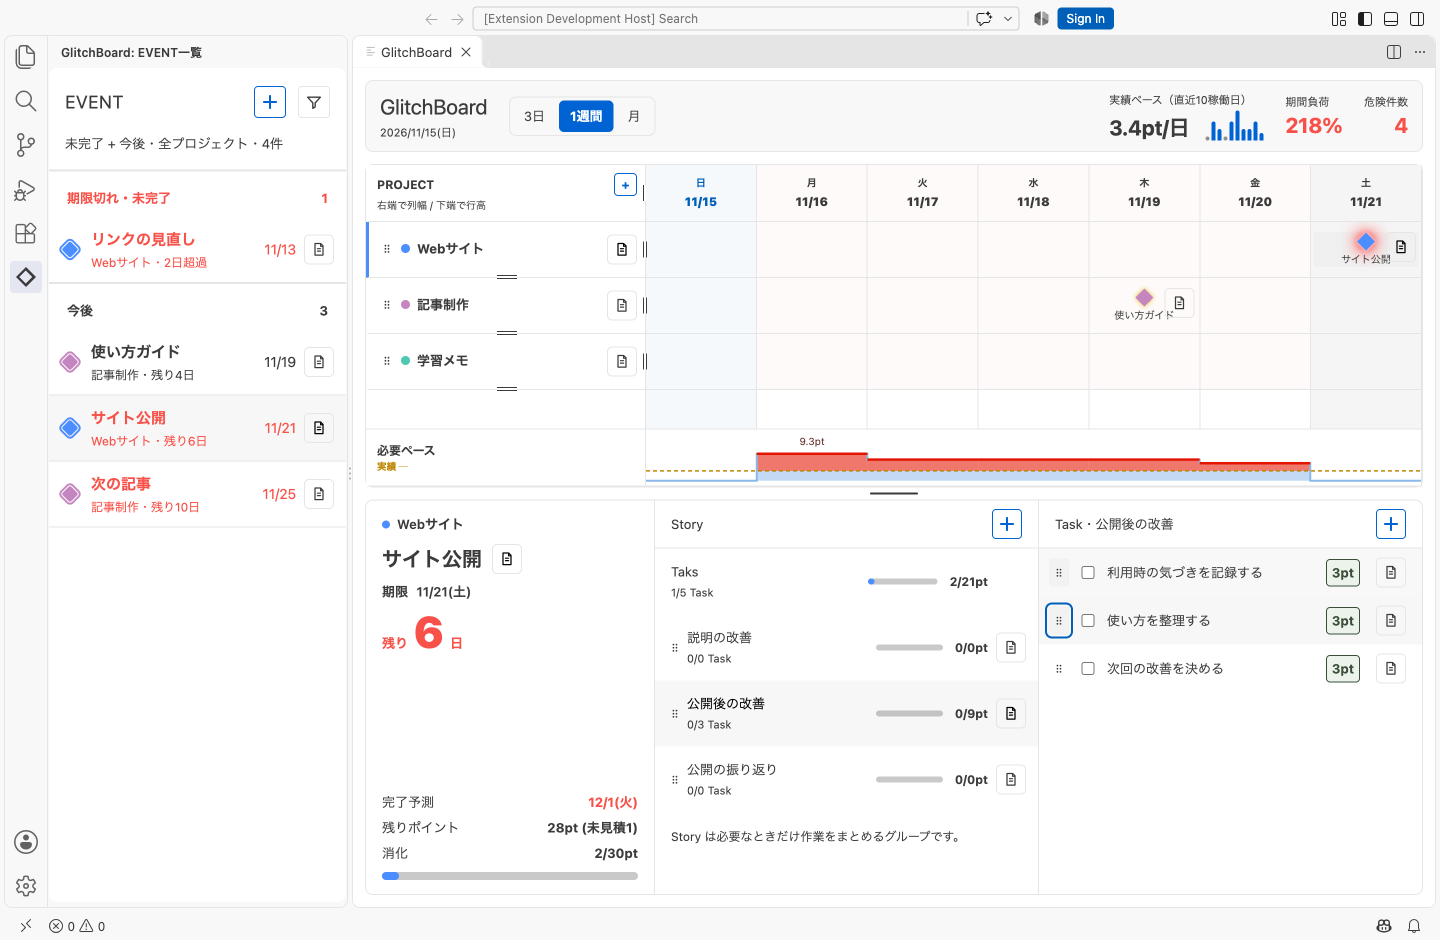 [Extension Development Host] Search
Sign In
GlitchBoard: EVENT一覧
GlitchBoard
EVENT
未完了 + 今後・全プロジェクト・4件
期限切れ・未完了 1
リンクの見直し 11/13
Webサイト・2日超過
今後 3
使い方ガイド 11/19
記事制作・残り4日
サイト公開 11/21
Webサイト・残り6日
次の記事 11/25
記事制作・残り10日
GlitchBoard
2026/11/15(日)
3日 1週間 月
実績ペース（直近10稼働日）
3.4pt/日
期間負荷
218%
危険件数
4
PROJECT
右端で列幅 / 下端で行高
日 月 火 水 木 金 土
11/15 11/16 11/17 11/18 11/19 11/20 11/21
Webサイト
サイト公開
記事制作
使い方ガイド
学習メモ
必要ペース
実績
9.3pt
Webサイト
サイト公開
期限 11/21(土)
残り 6 日
完了予測 12/1(火)
残りポイント 28pt (未見積1)
消化 2/30pt
Story
Taks
1/5 Task
2/21pt
説明の改善
0/0 Task
0/0pt
公開後の改善
0/3 Task
0/9pt
公開の振り返り
0/0 Task
0/0pt
Story は必要なときだけ作業をまとめるグループです。
Task・公開後の改善
利用時の気づきを記録する 3pt
使い方を整理する 3pt
次回の改善を決める 3pt
0 0